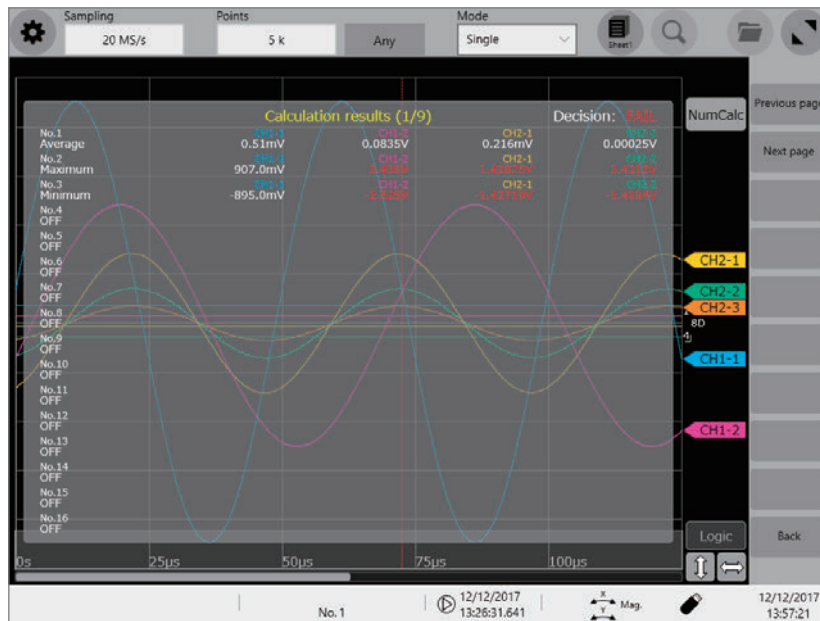 Sampling Points Mode
20 MS/s 5 k Any Single Sheet1
Calculation results (1/9) Decision: FAIL
NumCalc
Previous page
Next page
No.1 CH1-1 CH1-2 CH2-1 CH2-2
Average 0.51mV 0.0835V 0.216mV 0.00025V
No.2 CH1-1 CH1-2 CH2-1 CH2-2
Maximum 907.0mV
No.3 CH1-1 CH1-2 CH2-1 CH2-2
Minimum -895.0mV
No.4
OFF
No.5
OFF
No.6
OFF
No.7
OFF
No.8
OFF
No.9
OFF
No.10
OFF
No.11
OFF
No.12
OFF
No.13
OFF
No.14
OFF
No.15
OFF
No.16
OFF
CH2-1
CH2-2
CH2-3
8D
CH1-1
CH1-2
Logic
Back
0s 25µs 50µs 75µs 100µs
No.1
12/12/2017
13:26:31.641
X
Y
Mag.
12/12/2017
13:57:21